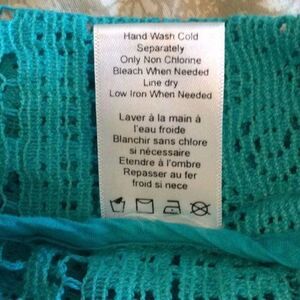 Hand Wash Cold
Separately
Only Non Chlorine
Bleach When Needed
Line dry
Low Iron When Needed
Laver à la main à
l'eau froide
Blanchir sans chlore
si nécessaire
Etendre à l'ombre
Repasser au fer
froid si nece